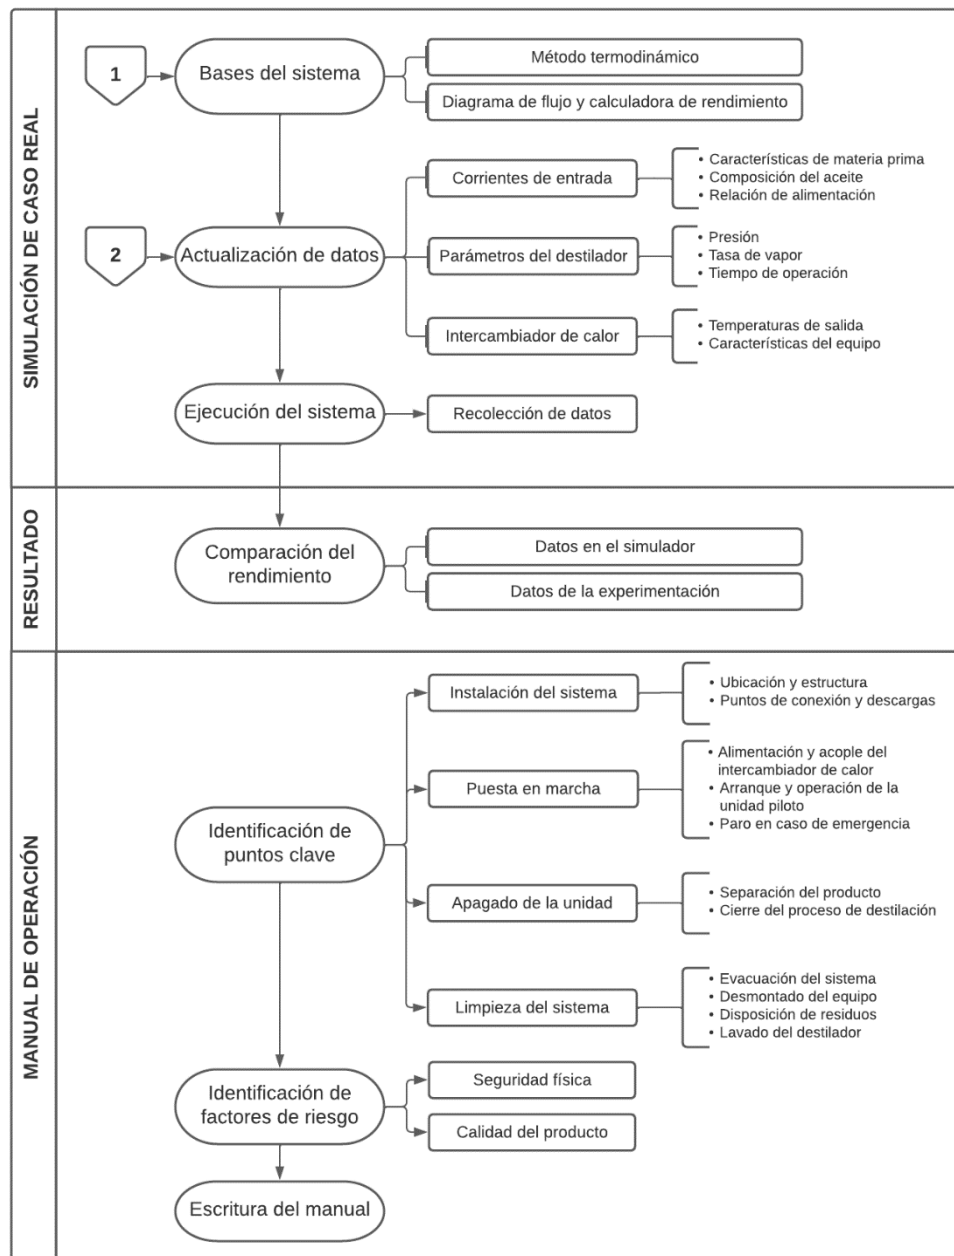 SIMULACIÓN DE CASO REAL
1
Bases del sistema
Método termodinámico
Diagrama de flujo y calculadora de rendimiento
2
Actualización de datos
Corrientes de entrada
• Características de materia prima
• Composición del aceite
• Relación de alimentación
Parámetros del destilador
• Presión
• Tasa de vapor
• Tiempo de operación
Intercambiador de calor
• Temperaturas de salida
• Características del equipo
Ejecución del sistema
Recolección de datos
RESULTADO
Comparación del
rendimiento
Datos en el simulador
Datos de la experimentación
MANUAL DE OPERACIÓN
Identificación de
puntos clave
Instalación del sistema
• Ubicación y estructura
• Puntos de conexión y descargas
Puesta en marcha
• Alimentación y acople del
intercambiador de calor
• Arranque y operación de la
unidad piloto
• Paro en caso de emergencia
Apagado de la unidad
• Separación del producto
• Cierre del proceso de destilación
Limpieza del sistema
• Evacuación del sistema
• Desmontado del equipo
• Disposición de residuos
• Lavado del destilador
Identificación de
factores de riesgo
Seguridad física
Calidad del producto
Escritura del manual